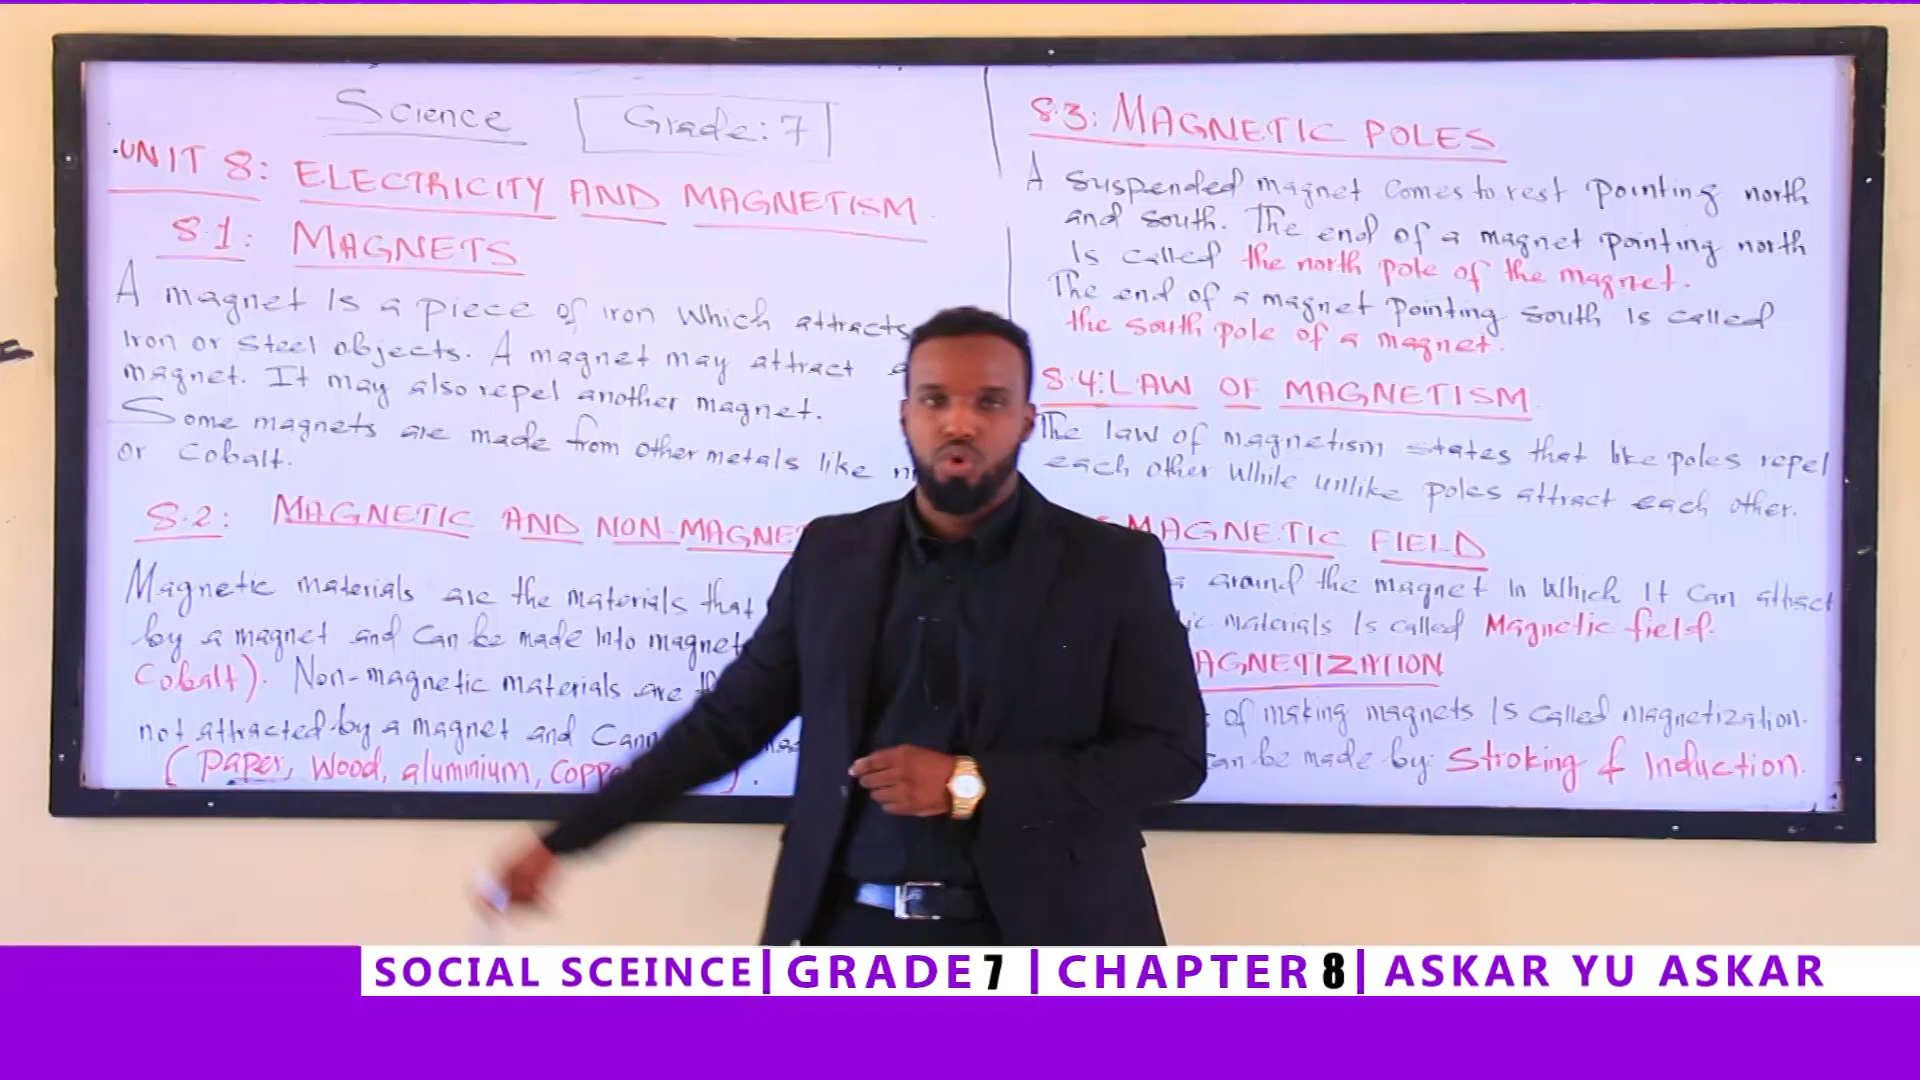 Science Grade: 7
UNIT 8: ELECTRICITY AND MAGNETISM
8.1: MAGNETS
A magnet Is a piece of iron which attracts
Iron or steel objects. A magnet may attract
magnet. It may also repel another magnet.
Some magnets are made from other metals like
or Cobalt.
8.2: MAGNETIC AND NON-MAGNE
Magnetic materials are the materials that
by a magnet and Can be made Into magnet
Cobalt). Non-magnetic materials are
not attracted by a magnet and Cann
(Paper, Wood, aluminium, Coppe ).
8.3: MAGNETIC POLES
A suspended magnet Comes to rest pointing north
and south. The end of a magnet pointing north
Is called the north pole of the magnet.
The end of a magnet pointing south Is called
the south pole of a magnet.
8.4: LAW OF MAGNETISM
The law of magnetism states that like poles repel
each other While unlike poles attract each other.
MAGNETIC FIELD
a around the magnet In Which It Can attract
ic materials Is called Magnetic field.
AGNETIZATION
of making magnets Is called magnetization.
an be made by: Stroking & Induction.
SOCIAL SCEINCE| GRADE 7 | CHAPTER 8| ASKAR YU ASKAR